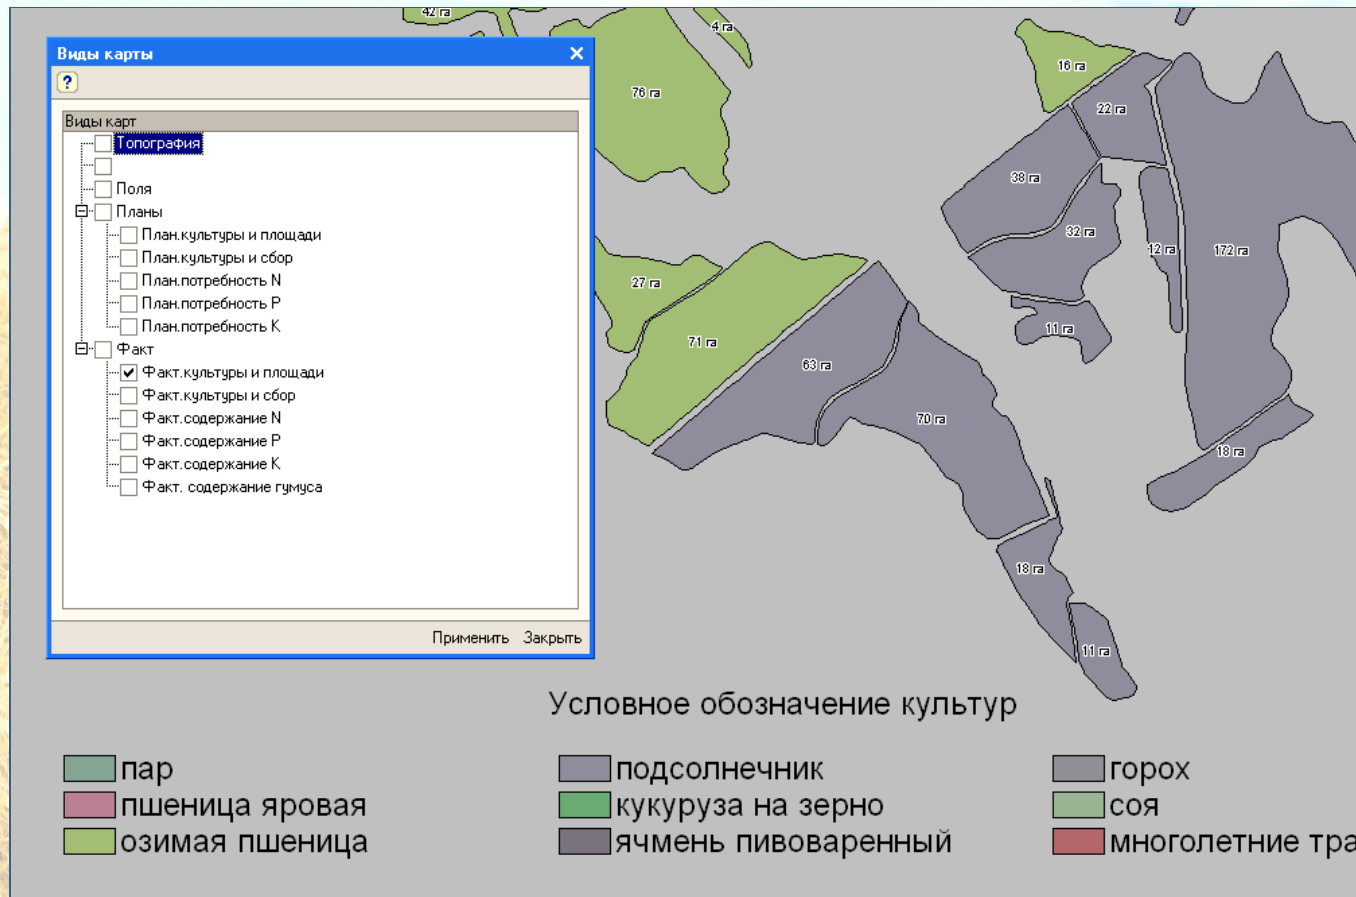 42 га
4 га
Виды карты
?
Виды карт
Топография
Поля
Планы
План.культуры и площади
План.культуры и сбор
План.потребность N
План.потребность P
План.потребность K
Факт
Факт.культуры и площади
Факт.культуры и сбор
Факт.содержание N
Факт.содержание P
Факт.содержание K
Факт. содержание гумуса
Применить Закрыть
76 га
16 га
22 га
38 га
32 га
12 га
172 га
27 га
11 га
71 га
63 га
70 га
18 га
18 га
11 га
Условное обозначение культур
пар
пшеница яровая
озимая пшеница
подсолнечник
кукуруза на зерно
ячмень пивоваренный
горох
соя
многолетние тра